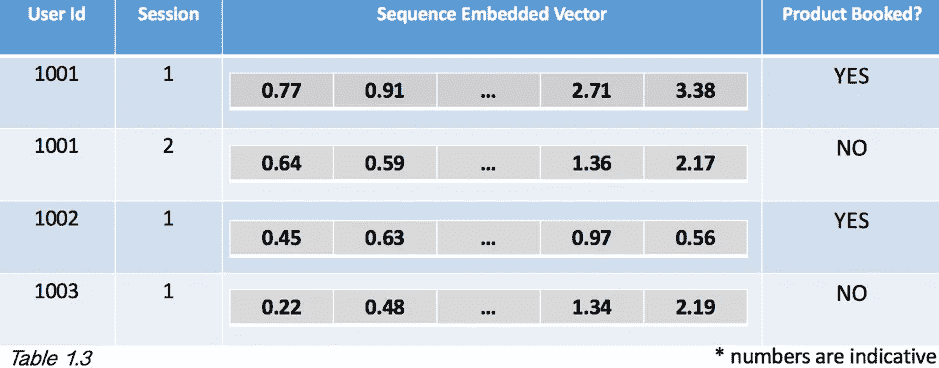 User Id Session Sequence Embedded Vector Product Booked?
1001 1 0.77 0.91 ... 2.71 3.38 YES
1001 2 0.64 0.59 ... 1.36 2.17 NO
1002 1 0.45 0.63 ... 0.97 0.56 YES
1003 1 0.22 0.48 ... 1.34 2.19 NO
Table 1.3 * numbers are indicative